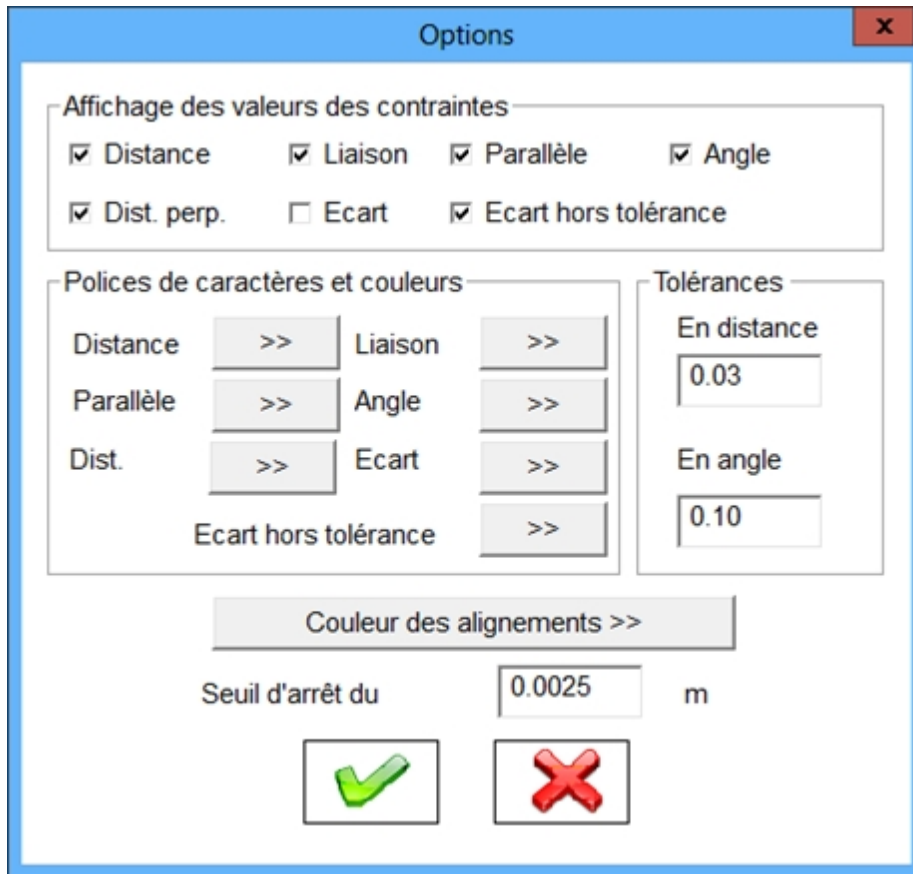 Options
x
Affichage des valeurs des contraintes
Distance Liaison Parallèle Angle
Dist. perp. Ecart Ecart hors tolérance
Polices de caractères et couleurs
Distance >> Liaison >>
Parallèle >> Angle >>
Dist. >> Ecart >>
Ecart hors tolérance >>
Tolérances
En distance
0.03
En angle
0.10
Couleur des alignements >>
Seuil d'arrêt du 0.0025 m